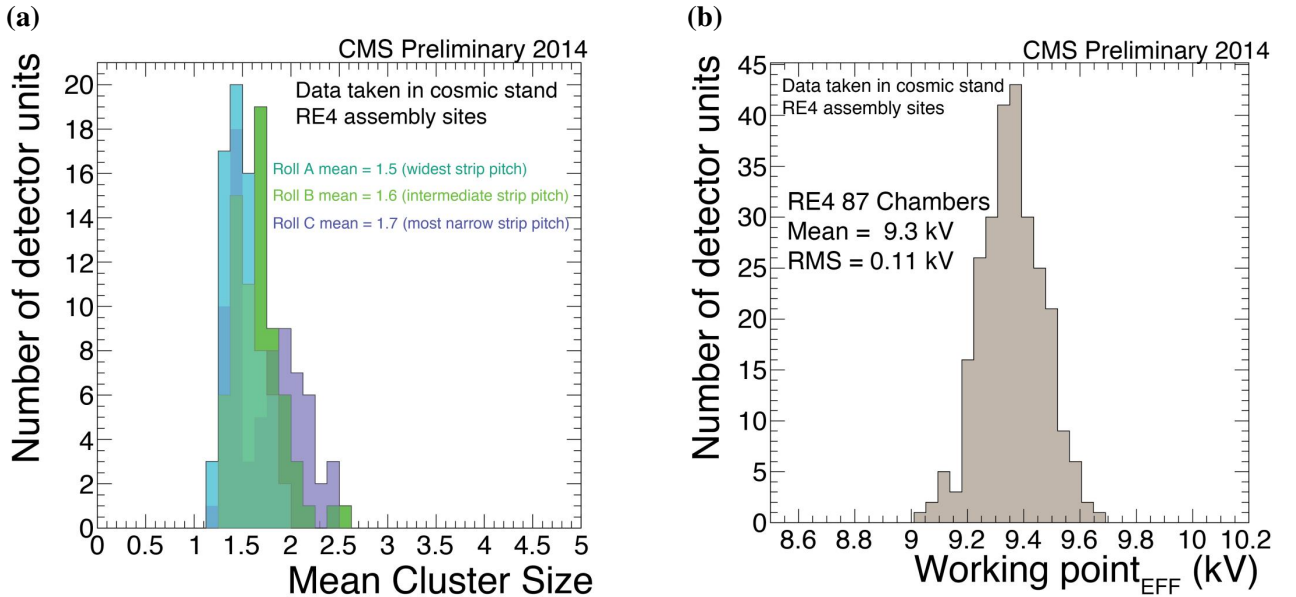 (a)
CMS Preliminary 2014
Number of detector units
20
18
16
14
12
10
8
6
4
2
0
Data taken in cosmic stand
RE4 assembly sites
Roll A mean = 1.5 (widest strip pitch)
Roll B mean = 1.6 (intermediate strip pitch)
Roll C mean = 1.7 (most narrow strip pitch)
0 0.5 1 1.5 2 2.5 3 3.5 4 4.5 5
Mean Cluster Size
(b)
CMS Preliminary 2014
Number of detector units
45
40
35
30
25
20
15
10
5
0
Data taken in cosmic stand
RE4 assembly sites
RE4 87 Chambers
Mean = 9.3 kV
RMS = 0.11 kV
8.6 8.8 9 9.2 9.4 9.6 9.8 10 10.2
Working pointEFF (kV)